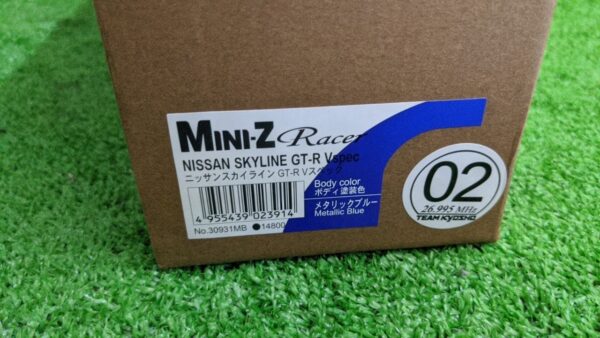 MINI-Z Racer
NISSAN SKYLINE GT-R Vspec
ニッサンスカイライン GT-R Vスペック
Body color
ボディ塗装色
メタリックブルー
Metallic Blue
4 955439 023914
No.30931MB ●14800
02
26.995 MHz
TEAM KYOSHO